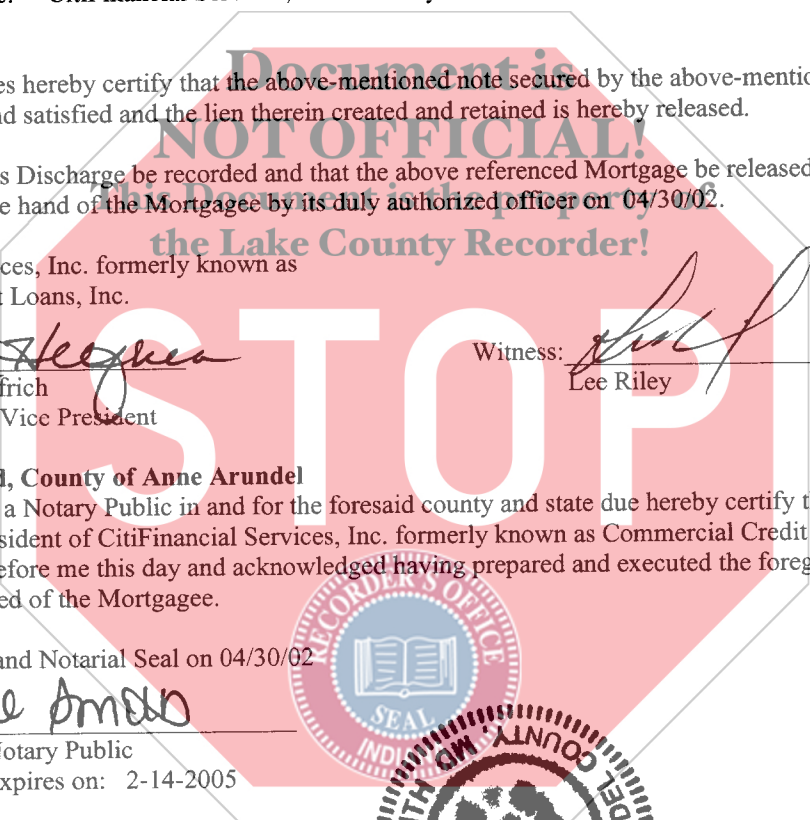 es hereby certify that the above-mentioned note secured by the above-mentio
nd satisfied and the lien therein created and retained is hereby released.
s Discharge be recorded and that the above referenced Mortgage be released
e hand of the Mortgagee by its duly authorized officer on 04/30/02.
Document is
NOT OFFICIAL!
This Document is the property of
the Lake County Recorder!
ces, Inc. formerly known as
t Loans, Inc.
STOP
Witness:
frich
Lee Riley
Vice President
d, County of Anne Arundel
a Notary Public in and for the foresaid county and state due hereby certify t
sident of CitiFinancial Services, Inc. formerly known as Commercial Credit
efore me this day and acknowledged having prepared and executed the foreg
ed of the Mortgagee.
and Notarial Seal on 04/30/02
otary Public
xpires on: 2-14-2005
RECORDER'S OFFICE
SEAL
INDIANA
DEL COUNTY, MD